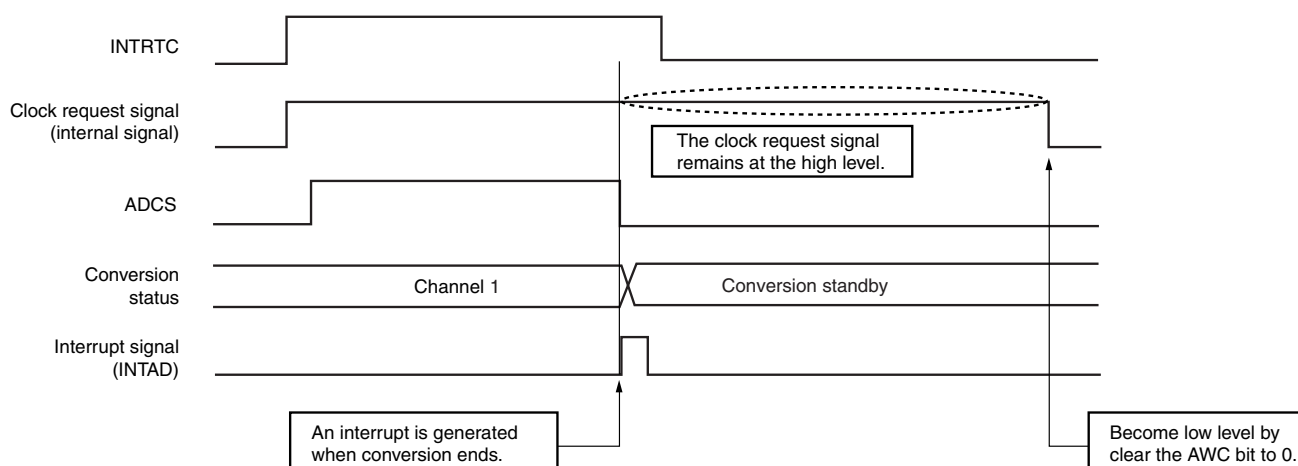 INTRTC
Clock request signal
(internal signal)
The clock request signal
remains at the high level.
ADCS
Conversion
status
Channel 1
Conversion standby
Interrupt signal
(INTAD)
An interrupt is generated
when conversion ends.
Become low level by
clear the AWC bit to 0.